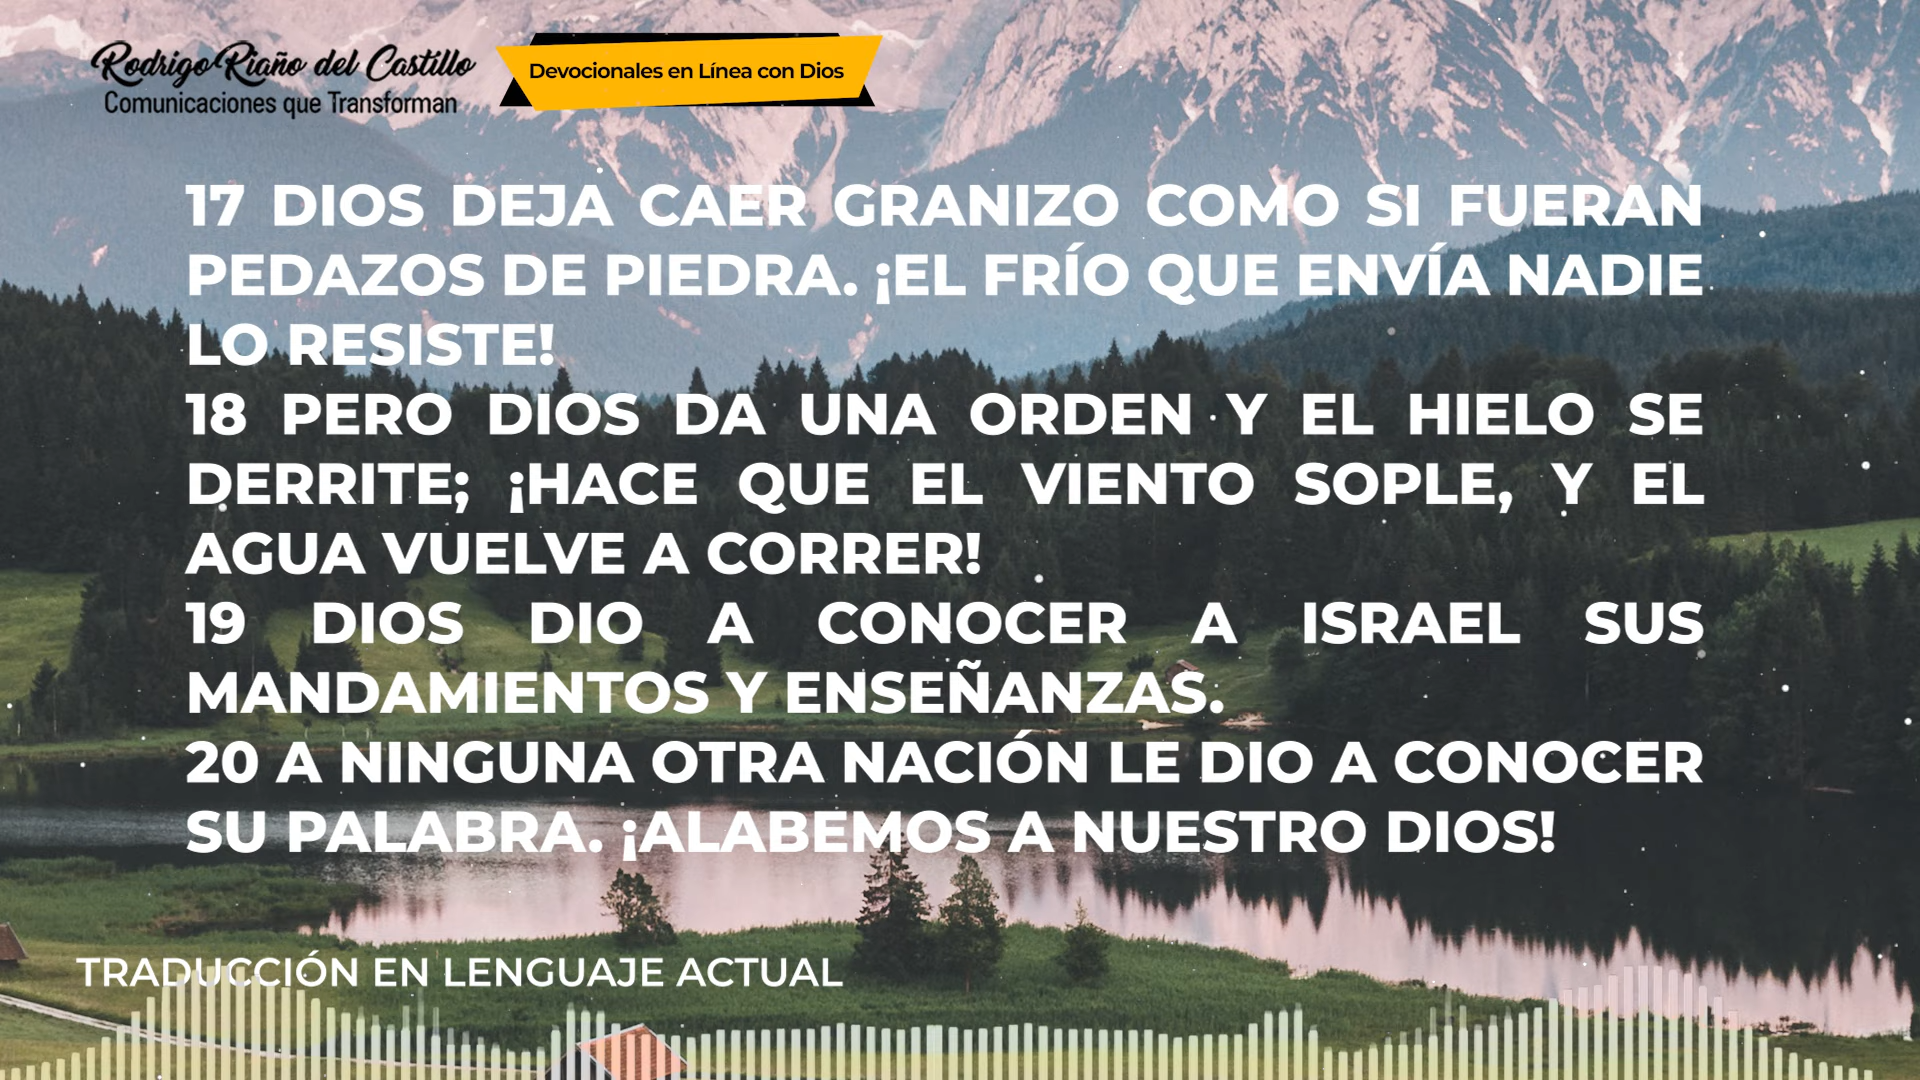 Rodrigo Riaño del Castillo
Comunicaciones que Transforman
Devocionales en Línea con Dios
17 DIOS DEJA CAER GRANIZO COMO SI FUERAN
PEDAZOS DE PIEDRA. ¡EL FRÍO QUE ENVÍA NADIE
LO RESISTE!
18 PERO DIOS DA UNA ORDEN Y EL HIELO SE
DERRITE; ¡HACE QUE EL VIENTO SOPLE, Y EL
AGUA VUELVE A CORRER!
19 DIOS DIO A CONOCER A ISRAEL SUS
MANDAMIENTOS Y ENSEÑANZAS.
20 A NINGUNA OTRA NACIÓN LE DIO A CONOCER
SU PALABRA. ¡ALABEMOS A NUESTRO DIOS!
TRADUCCIÓN EN LENGUAJE ACTUAL